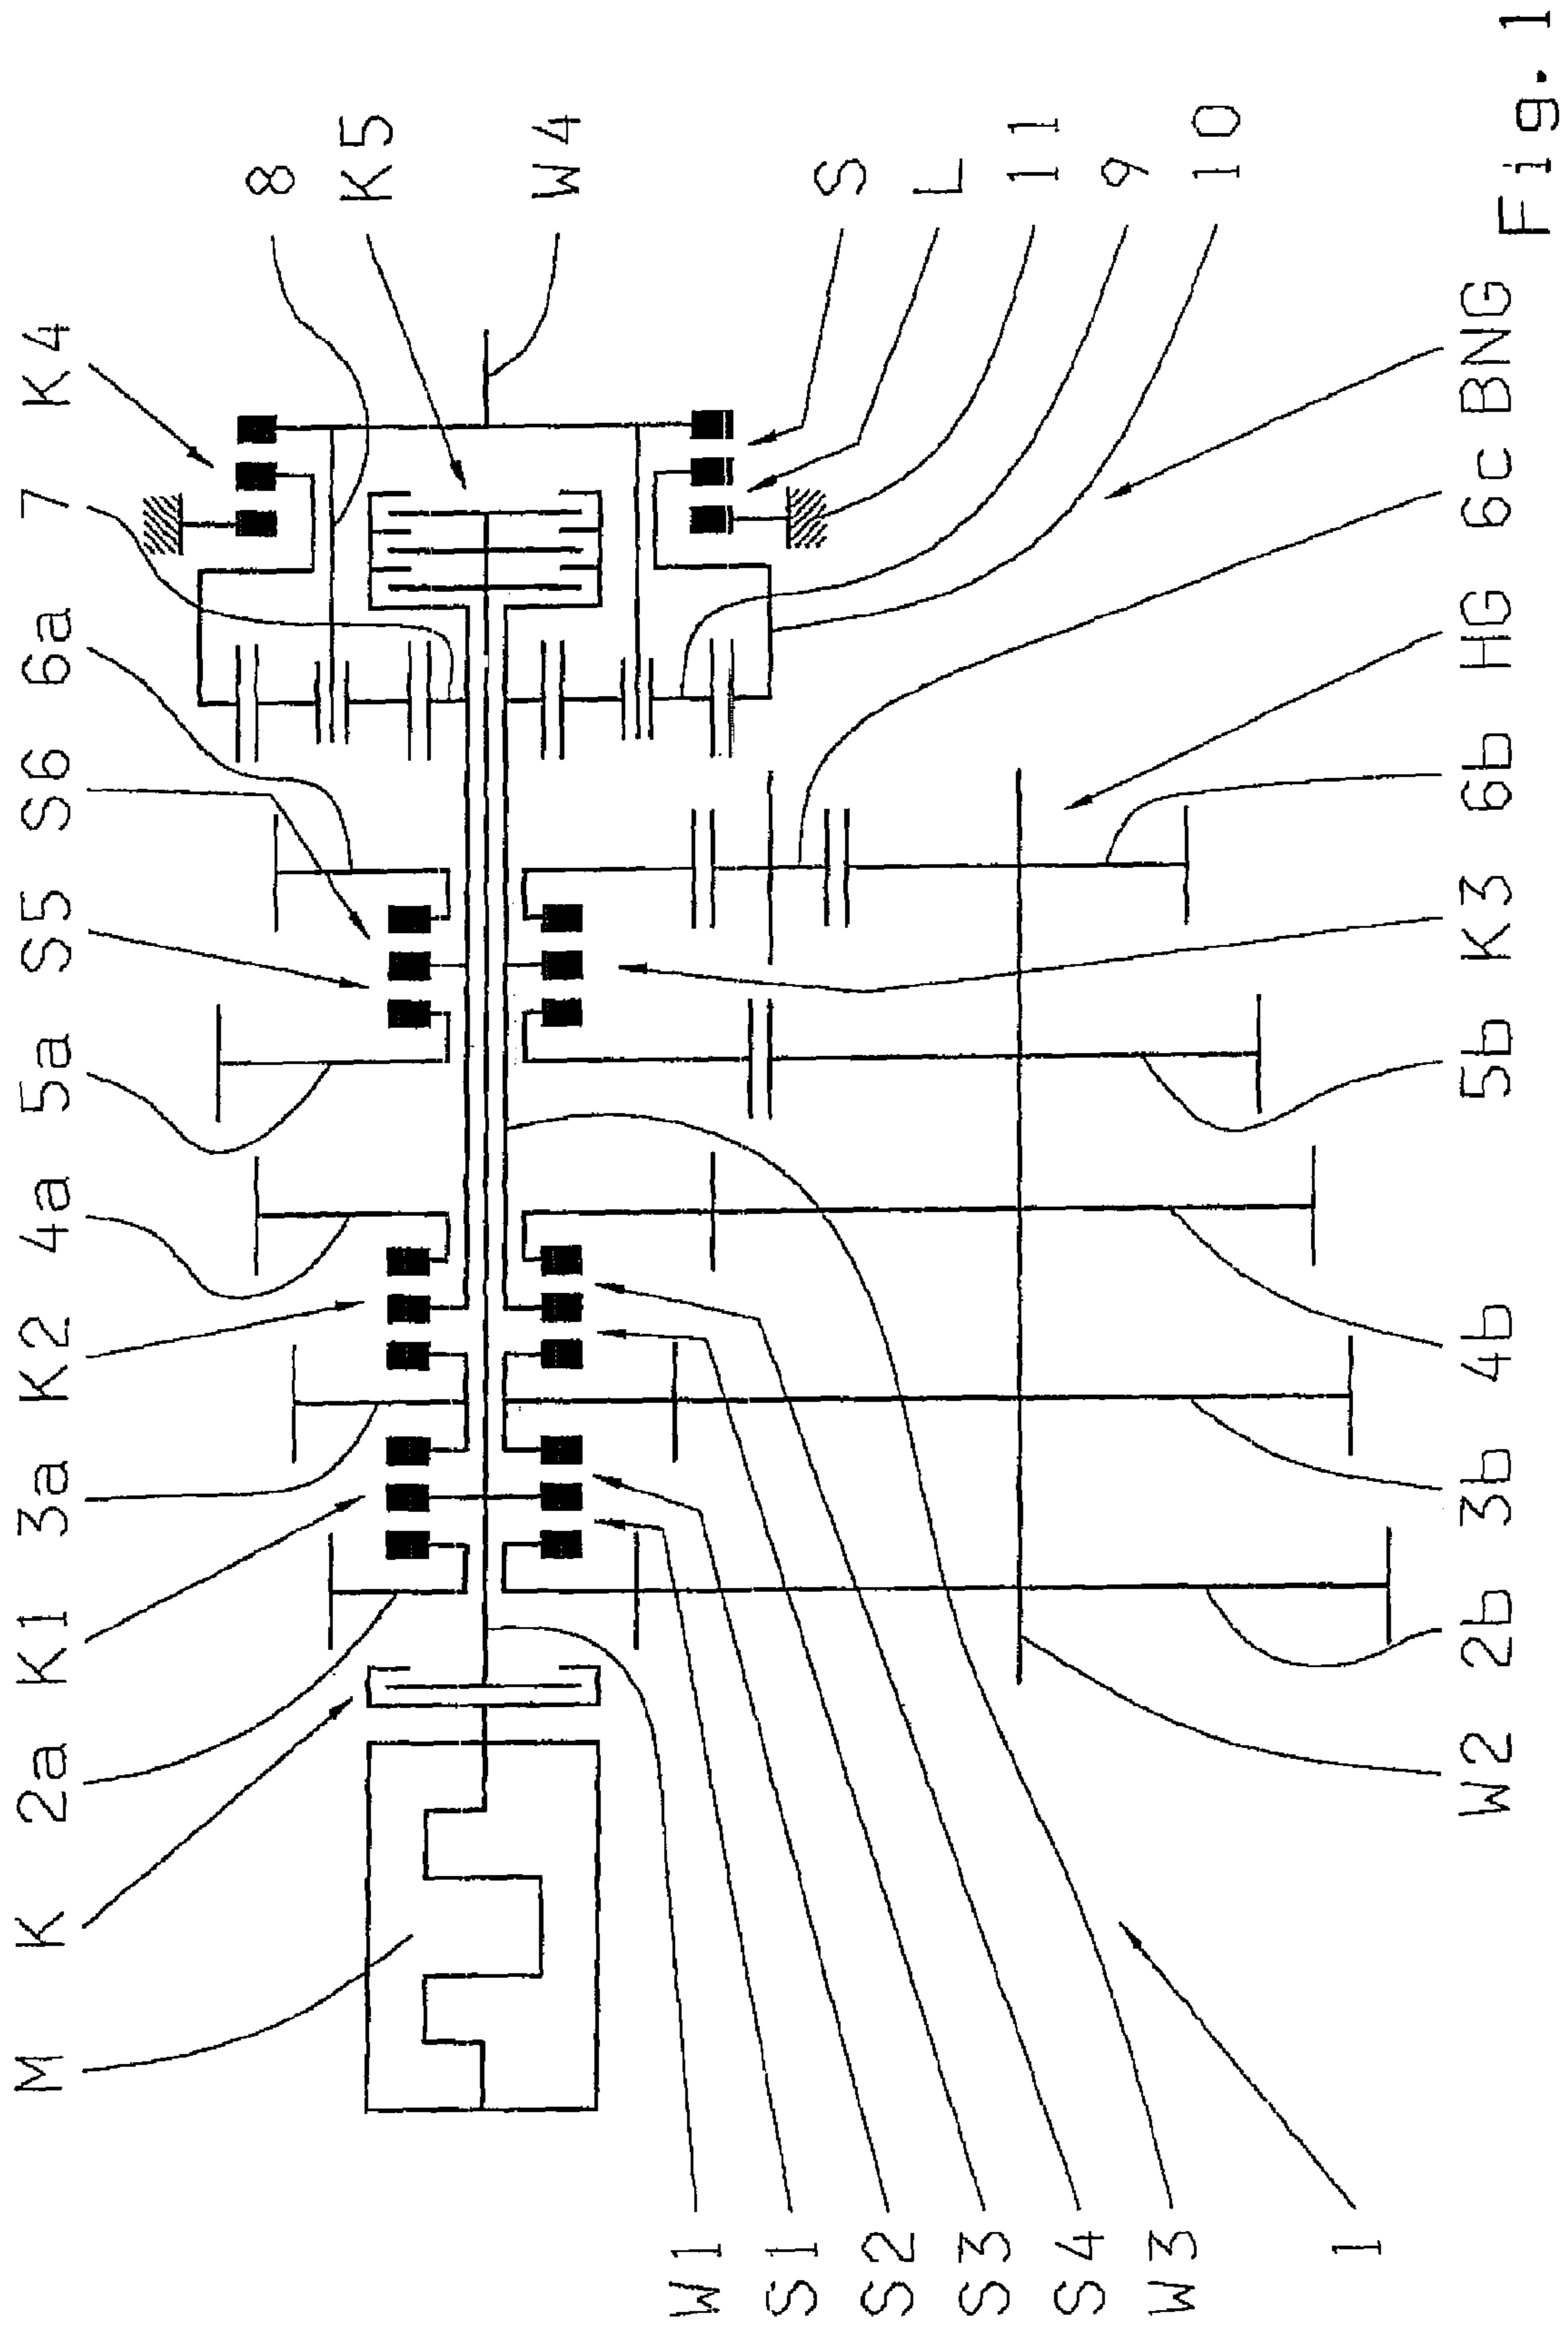 M K 2a K1 3a K2 4a 5a S5 S6 6a 7 K4
8
K5
W4
S
L
11
9
10
W1
S1
S2
S3
S4
W3
1
W2 2b 3b 4b 5b K3 6b HG 6c BNG
Fig. 1